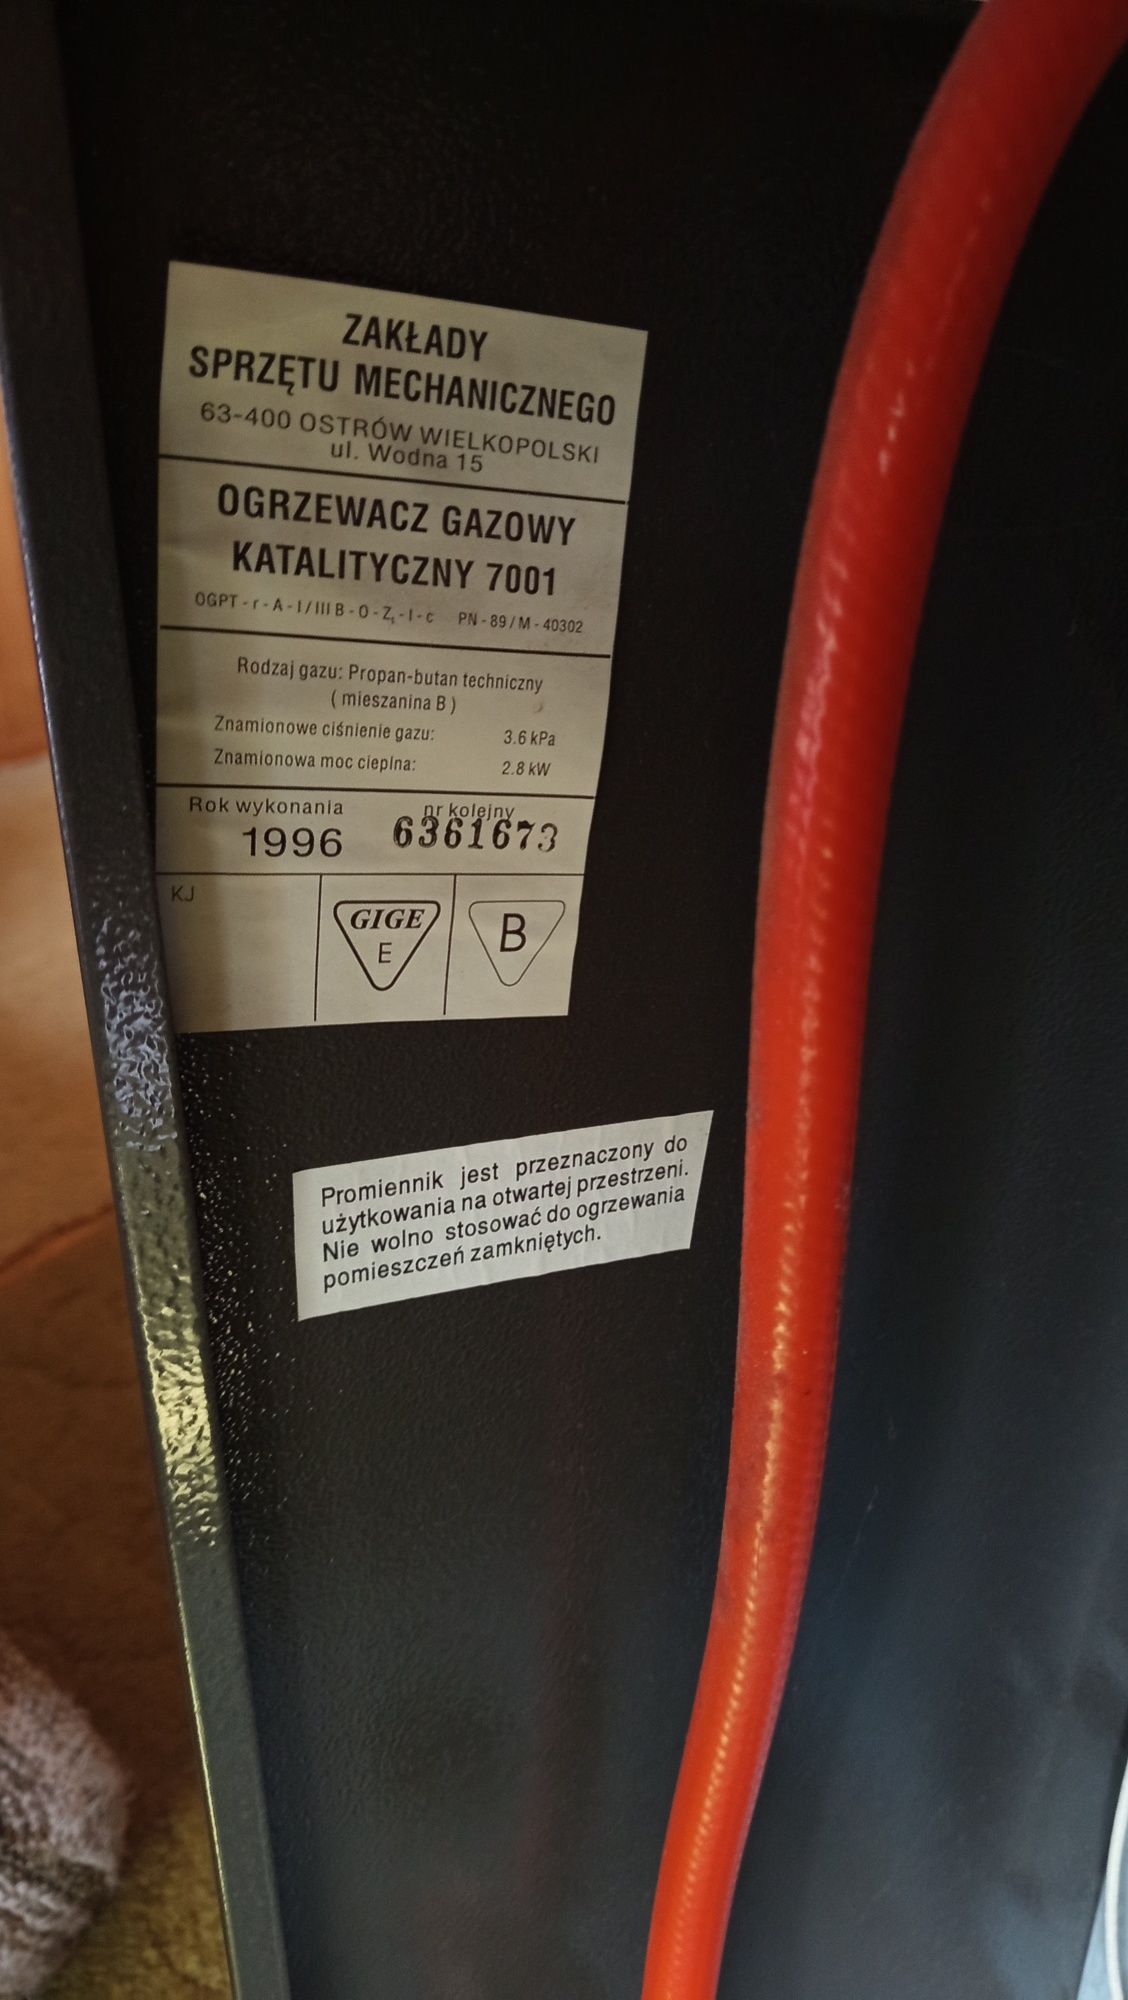 ZAKŁADY
SPRZĘTU MECHANICZNEGO
63-400 OSTRÓW WIELKOPOLSKI
ul. Wodna 15
OGRZEWACZ GAZOWY
KATALITYCZNY 7001
OGPT - r - A - I / III B - O - Z₁ - I - c PN - 89 / M - 40302
Rodzaj gazu: Propan-butan techniczny
( mieszanina B )
Znamionowe ciśnienie gazu: 3.6 kPa
Znamionowa moc cieplna: 2.8 kW
Rok wykonania nr kolejny
1996 6361673
KJ
GIGE
E
B
Promiennik jest przeznaczony do
użytkowania na otwartej przestrzeni.
Nie wolno stosować do ogrzewania
pomieszczeń zamkniętych.